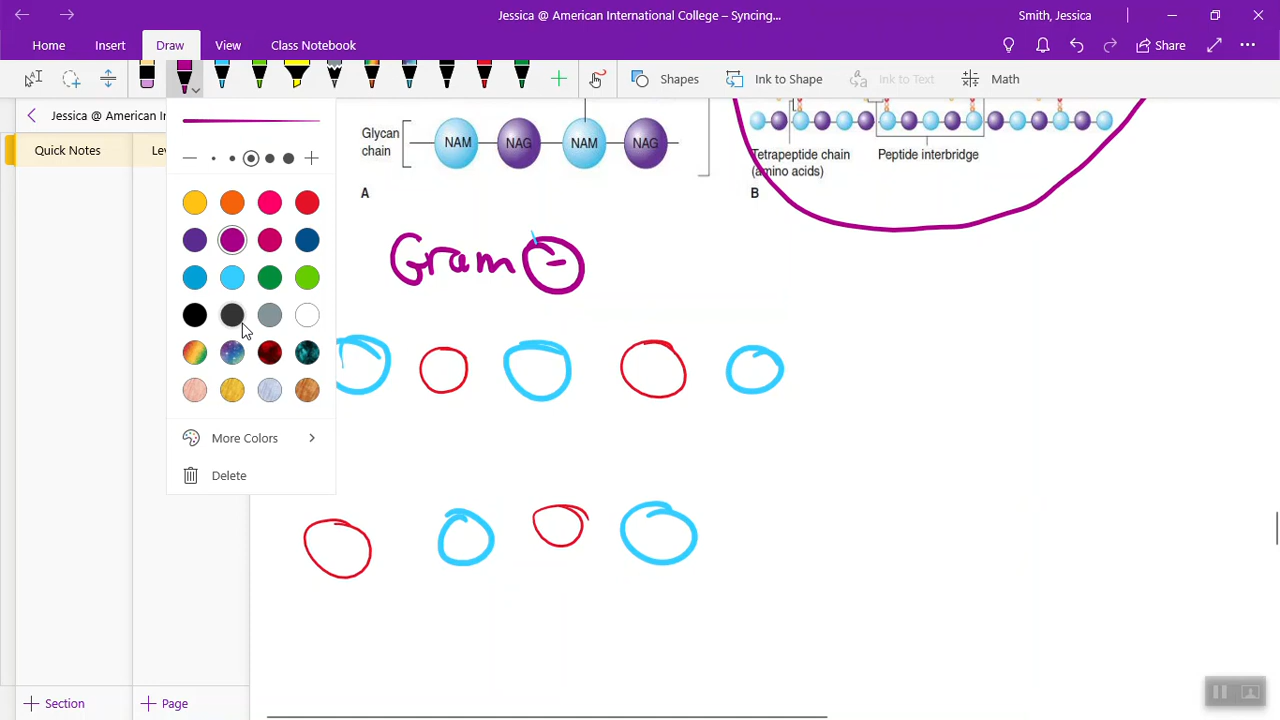 Jessica @ American International College – Syncing...
Smith, Jessica
Home
Insert
Draw
View
Class Notebook
Share
Shapes
Ink to Shape
Ink to Text
Math
Jessica @ American In
Quick Notes
Lev
Glycan
chain
NAM
NAG
NAM
NAG
A
Tetrapeptide chain
(amino acids)
Peptide interbridge
B
Gram -
More Colors
Delete
Section
Page